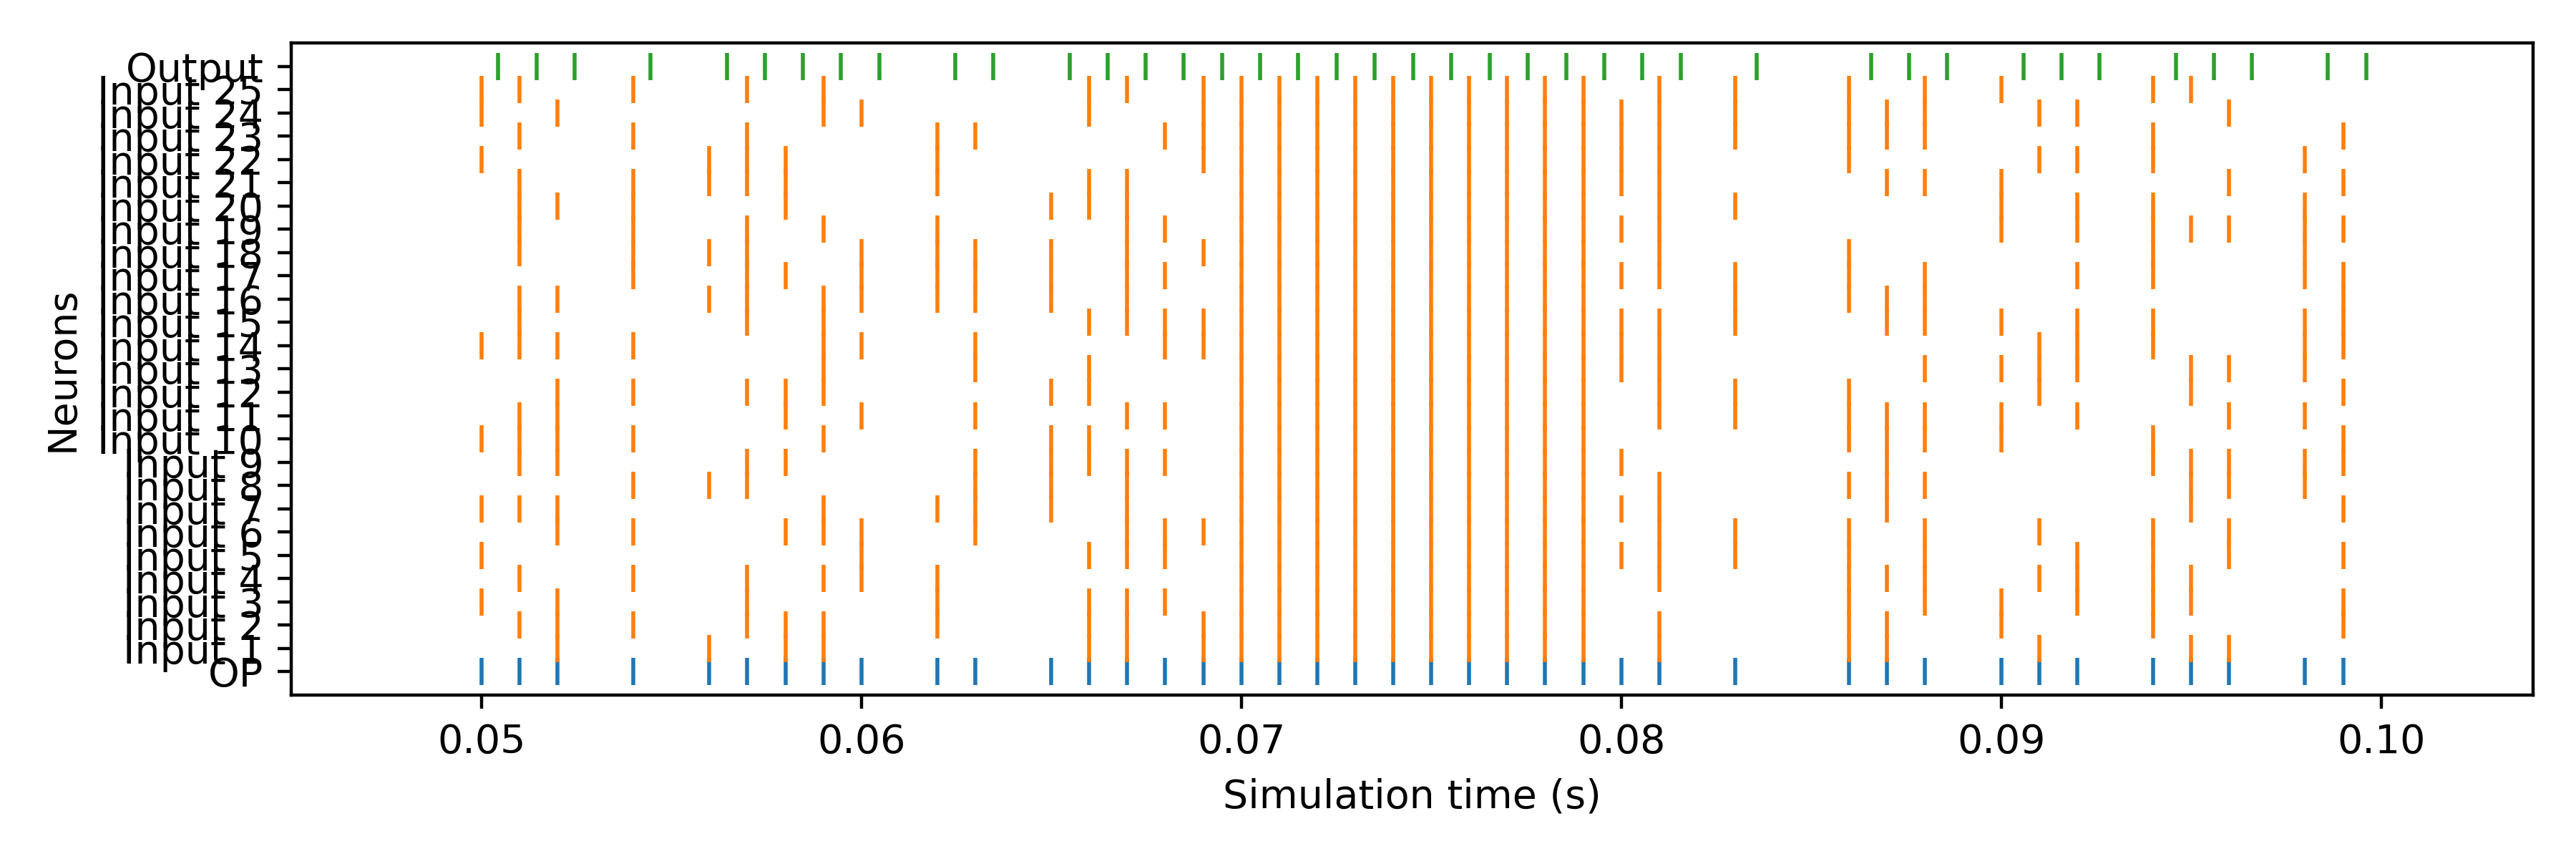 Output
Input 25
Input 24
Input 23
Input 22
Input 21
Input 20
Input 19
Input 18
Input 17
Input 16
Input 15
Input 14
Input 13
Input 12
Input 11
Input 10
Input 9
Input 8
Input 7
Input 6
Input 5
Input 4
Input 3
Input 2
Input 1
OP
Neurons
0.05 0.06 0.07 0.08 0.09 0.10
Simulation time (s)